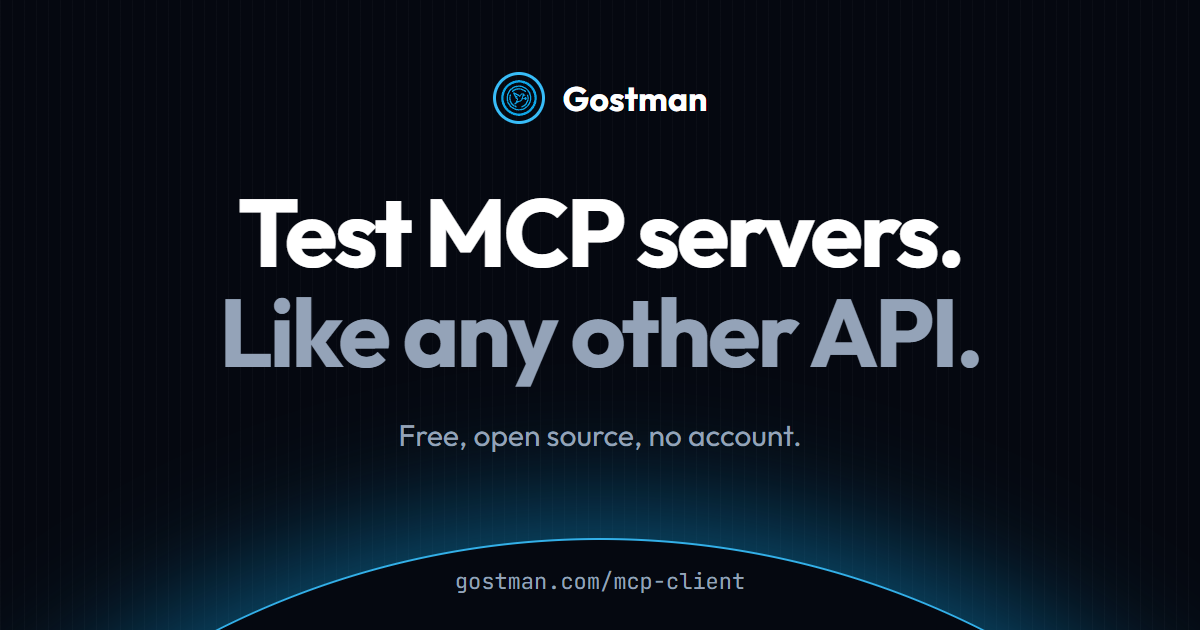 Gostman
Test MCP servers.
Like any other API.
Free, open source, no account.
gostman.com/mcp-client